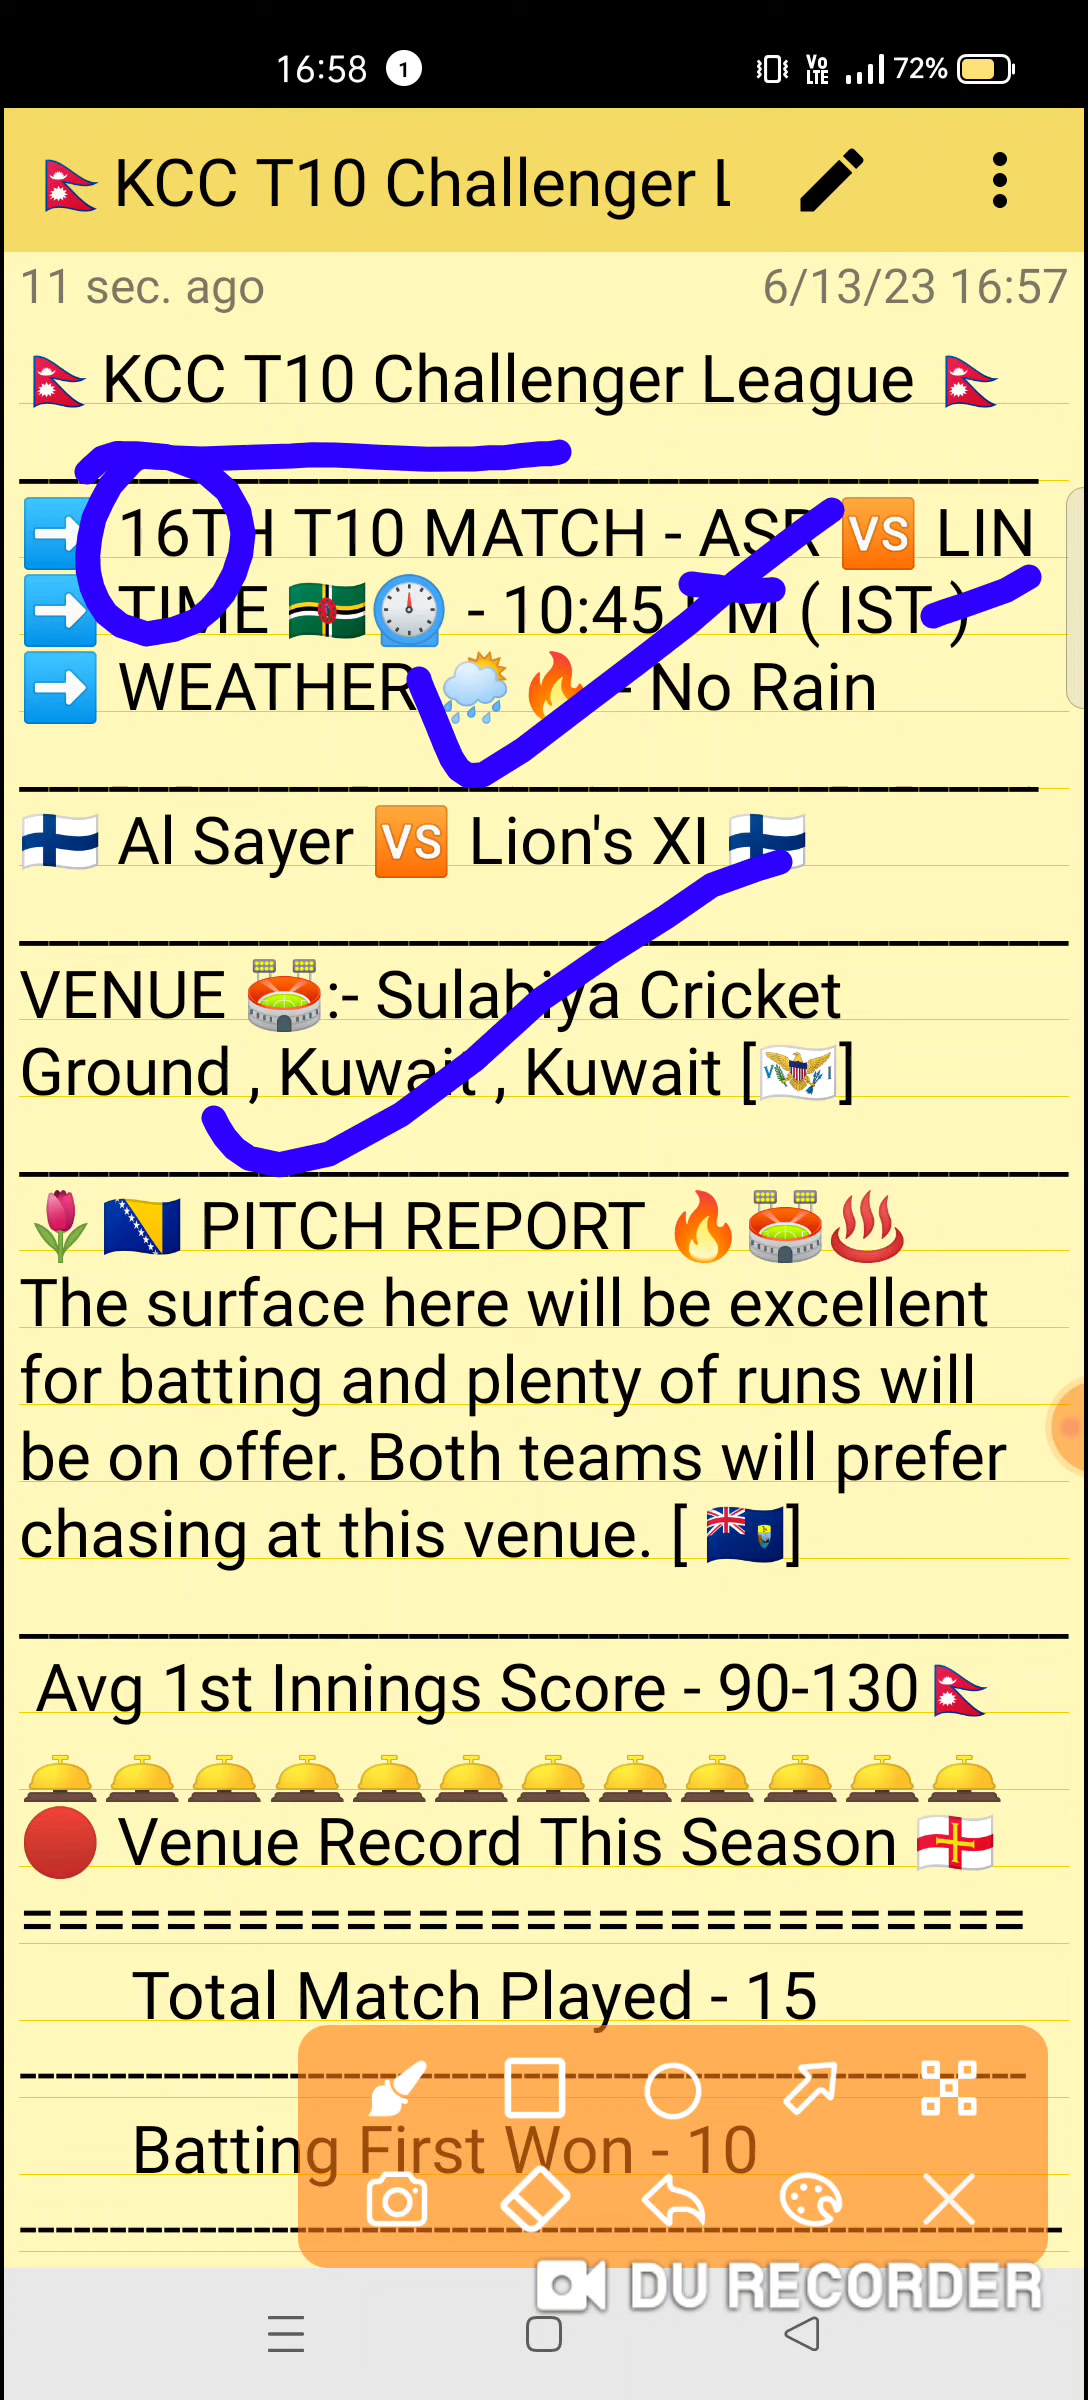 16:58 1 Vo LTE 72%
KCC T10 Challenger L
11 sec. ago 6/13/23 16:57
KCC T10 Challenger League
➡️ 16TH T10 MATCH - ASR 🆚 LIN
➡️ TIME 🇩🇲⏲️ - 10:45 PM ( IST )
➡️ WEATHER 🌦️🔥 - No Rain
🇫🇮 Al Sayer 🆚 Lion's XI 🇫🇮
VENUE 🏟️:- Sulabiya Cricket
Ground , Kuwait , Kuwait [🇻🇮]
🌷🇧🇦 PITCH REPORT 🔥🏟️♨️
The surface here will be excellent
for batting and plenty of runs will
be on offer. Both teams will prefer
chasing at this venue. [ 🇸🇭]
Avg 1st Innings Score - 90-130🇳🇵
🔴 Venue Record This Season 🇬🇬
============================
Total Match Played - 15
Batting First Won - 10
DU RECORDER